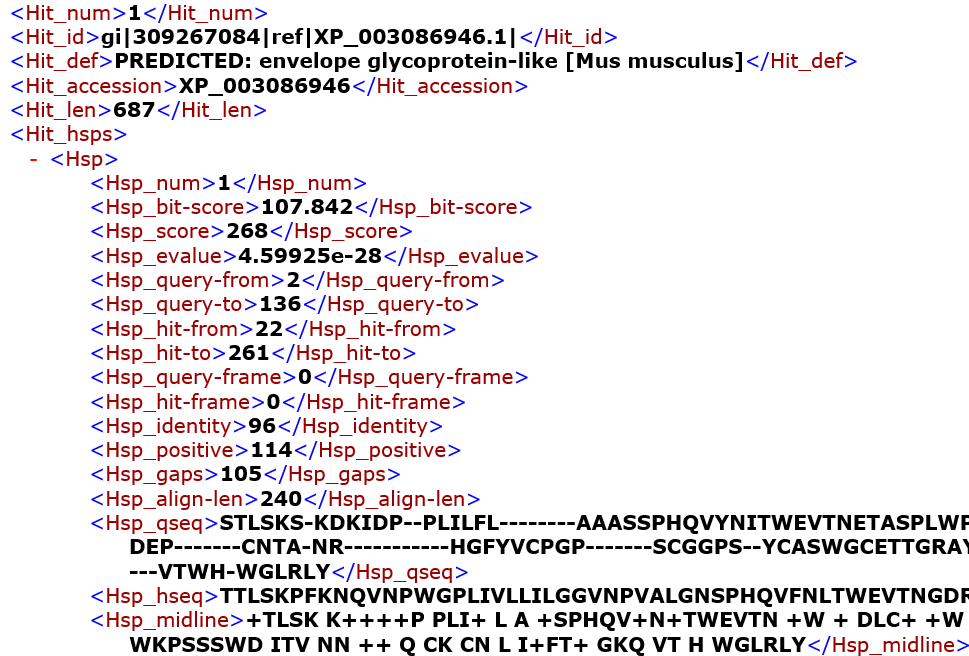 <Hit_num>1</Hit_num>
<Hit_id>gi|309267084|ref|XP_003086946.1|</Hit_id>
<Hit_def>PREDICTED: envelope glycoprotein-like [Mus musculus]</Hit_def>
<Hit_accession>XP_003086946</Hit_accession>
<Hit_len>687</Hit_len>
<Hit_hsps>
- <Hsp>
<Hsp_num>1</Hsp_num>
<Hsp_bit-score>107.842</Hsp_bit-score>
<Hsp_score>268</Hsp_score>
<Hsp_evalue>4.59925e-28</Hsp_evalue>
<Hsp_query-from>2</Hsp_query-from>
<Hsp_query-to>136</Hsp_query-to>
<Hsp_hit-from>22</Hsp_hit-from>
<Hsp_hit-to>261</Hsp_hit-to>
<Hsp_query-frame>0</Hsp_query-frame>
<Hsp_hit-frame>0</Hsp_hit-frame>
<Hsp_identity>96</Hsp_identity>
<Hsp_positive>114</Hsp_positive>
<Hsp_gaps>105</Hsp_gaps>
<Hsp_align-len>240</Hsp_align-len>
<Hsp_qseq>STLSKS-KDKIDP--PLILFL--------AAASSPHQVYNITWEVTNETASPLWP
DEP-------CNTA-NR-----------HGFYVCPGP-------SCGGPS--YCASWGCETTGRAY
---VTWH-WGLRLY</Hsp_qseq>
<Hsp_hseq>TTLSKPFKNQVNPWGPLIVLLILGGVNPVALGNSPHQVFNLTWEVTNGDR
<Hsp_midline>+TLSK K++++P PLI+ L A +SPHQV+N+TWEVTN +W + DLC+ +W
WKPSSSWD ITV NN ++ Q CK CN L I+FT+ GKQ VT H WGLRLY</Hsp_midline>